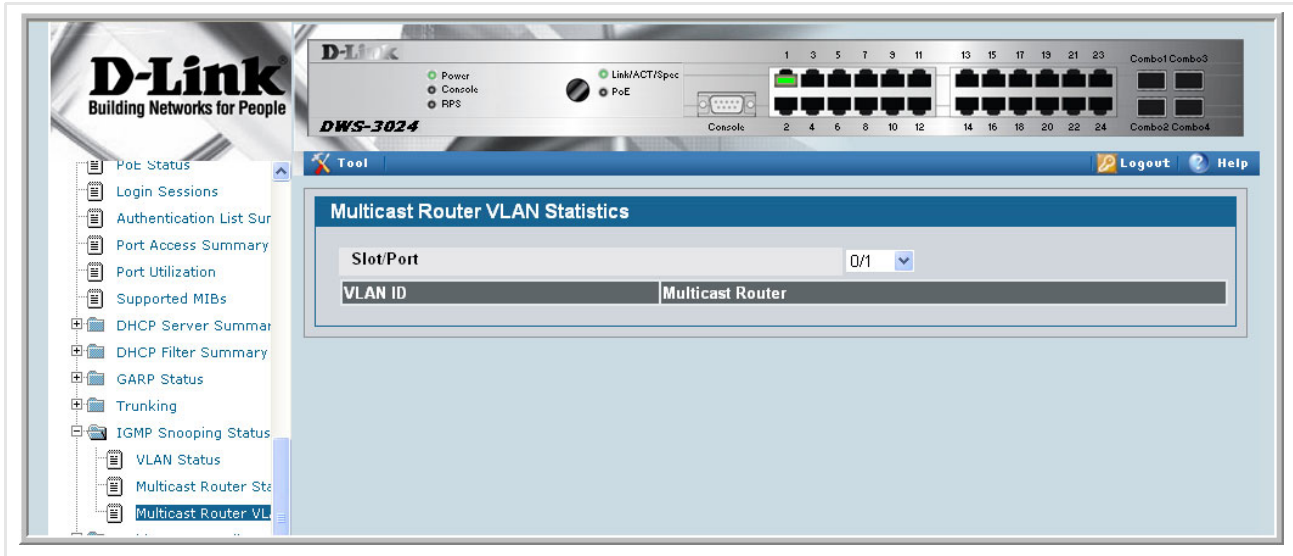 D-Link
Building Networks for People
D-Link
Power
Console
RPS
Link/ACT/Spec
PoE
DWS-3024
Console
1 3 5 7 9 11 13 15 17 19 21 23
2 4 6 8 10 12 14 16 18 20 22 24
Combo1 Combo3
Combo2 Combo4
Tool
Logout
Help
PoE Status
Login Sessions
Authentication List Sur
Port Access Summary
Port Utilization
Supported MIBs
DHCP Server Summar
DHCP Filter Summary
GARP Status
Trunking
IGMP Snooping Status
VLAN Status
Multicast Router Sta
Multicast Router VL
Multicast Router VLAN Statistics
Slot/Port
0/1
VLAN ID
Multicast Router